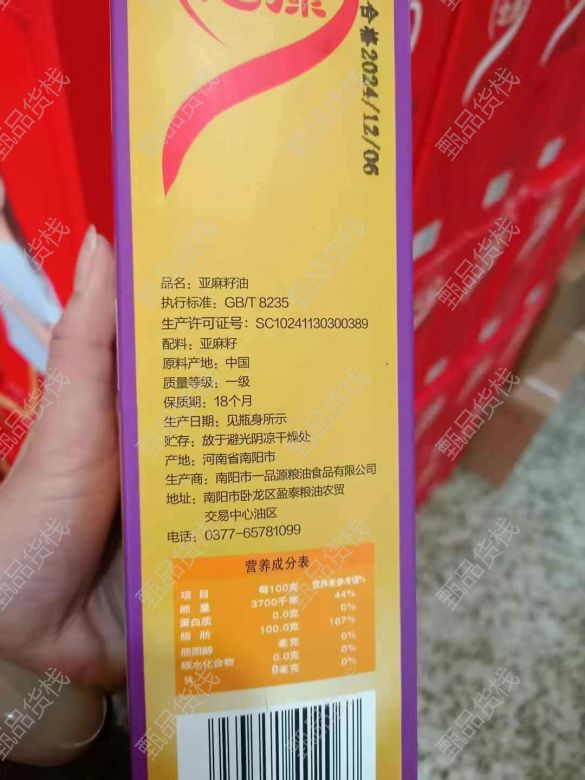 合格2024/12/06
品名：亚麻籽油
执行标准：GB/T 8235
生产许可证号：SC10241130300389
配料：亚麻籽
原料产地：中国
质量等级：一级
保质期：18个月
生产日期：见瓶身所示
贮存：放于避光阴凉干燥处
产地：河南省南阳市
生产商：南阳市一品源粮油食品有限公司
地址：南阳市卧龙区盈泰粮油农贸
交易中心油区
电话：0377-65781099
营养成分表
项目 每100克 营养素参考值%
能量 3700千焦 44%
蛋白质 0.0克 0%
脂肪 100.0克 167%
胆固醇 毫克 0%
碳水化合物 0.0克 0%
钠 0毫克 0%
甄品货栈